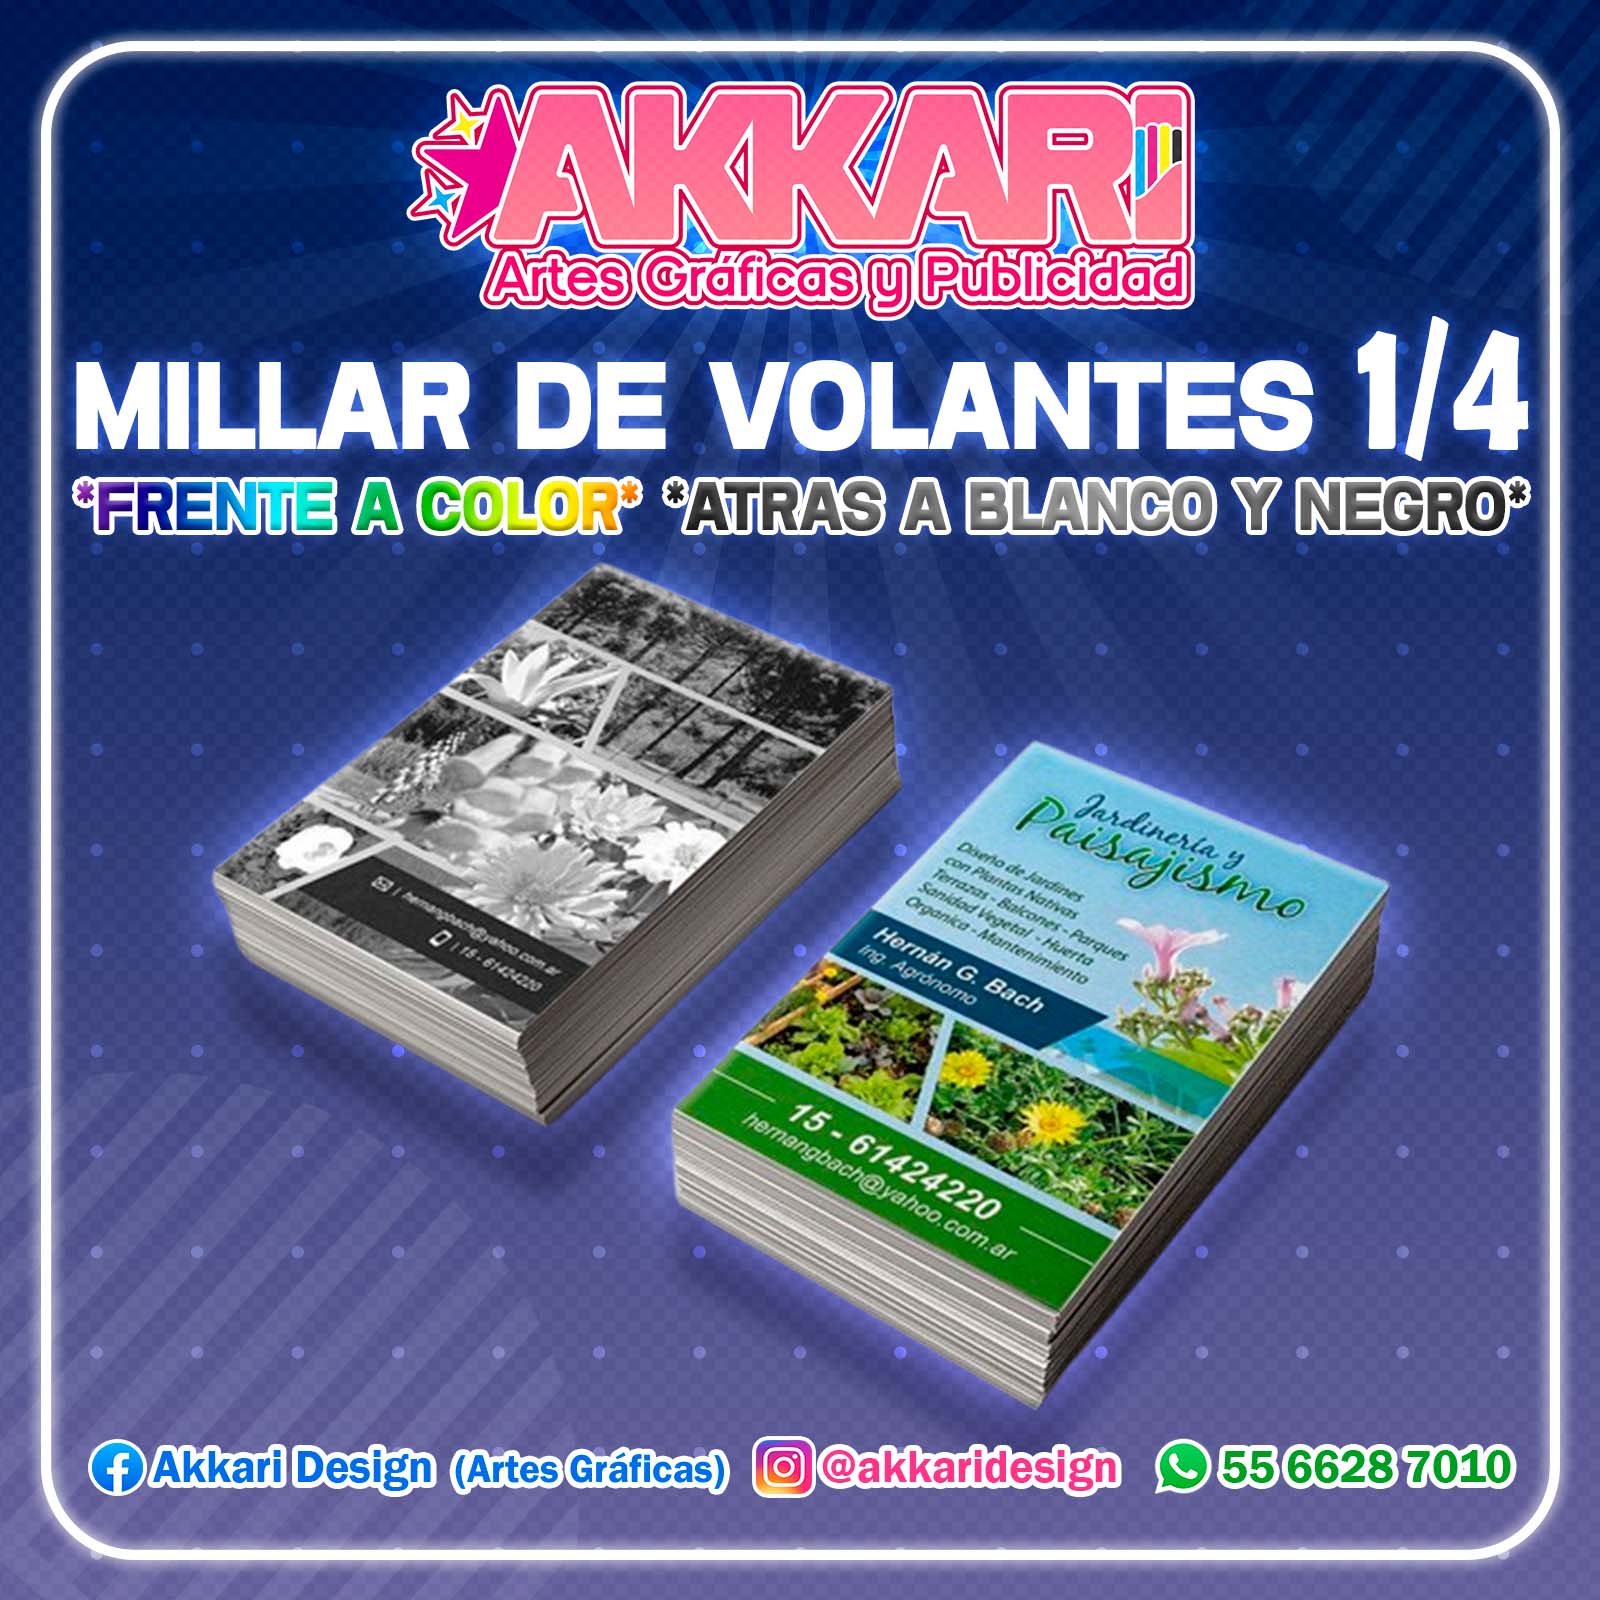 AKKARI
Artes Gráficas y Publicidad
MILLAR DE VOLANTES 1/4
*FRENTE A COLOR* *ATRAS A BLANCO Y NEGRO*
| hernangbach@yahoo.com.ar
| 15 - 61424220
Jardinería y
Paisajismo
Diseño de Jardines
con Plantas Nativas
Terrazas - Balcones - Parques
Sanidad Vegetal - Huerta
Organica - Mantenimiento
Hernán G. Bach
Ing. Agrónomo
15 - 61424220
hernangbach@yahoo.com.ar
Akkari Design (Artes Gráficas) @akkaridesign 55 6628 7010